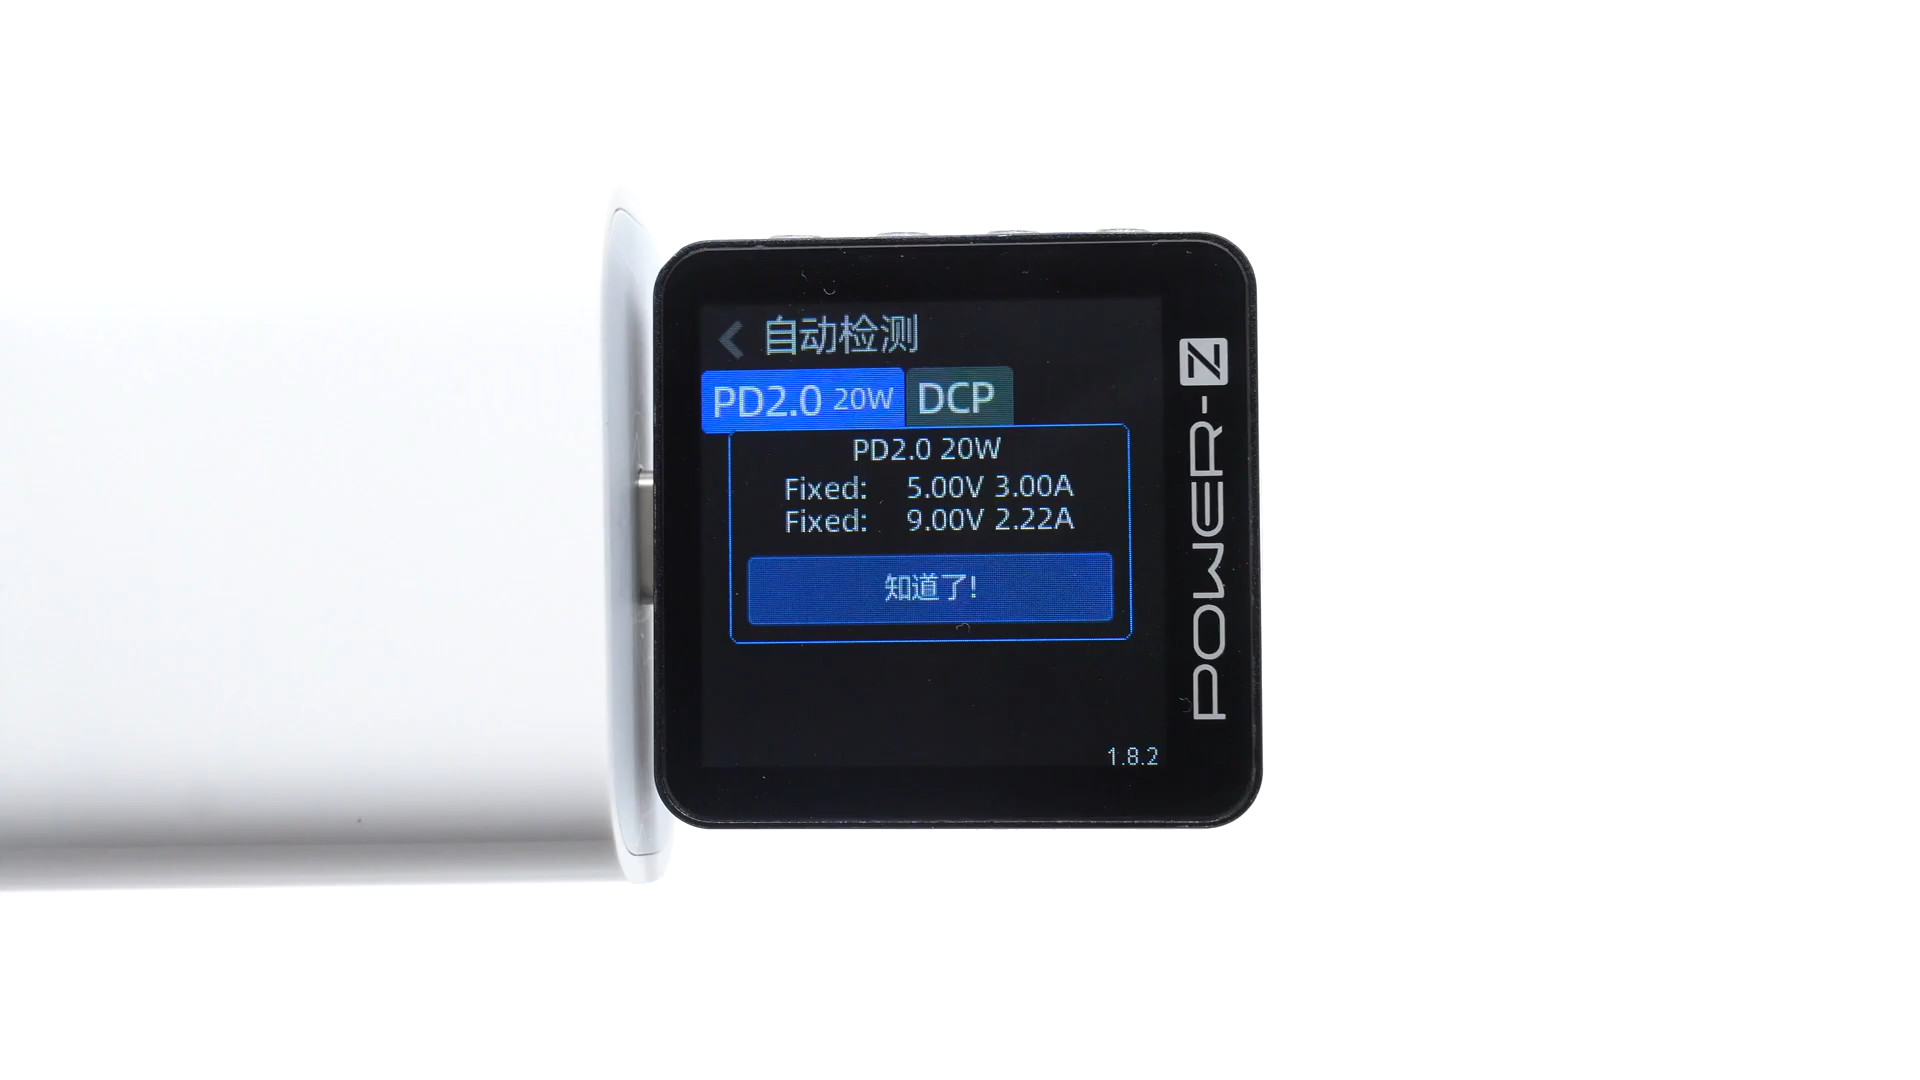 自动检测
PD2.0 20W DCP
PD2.0 20W
Fixed: 5.00V 3.00A
Fixed: 9.00V 2.22A
知道了!
1.8.2
POWER-Z